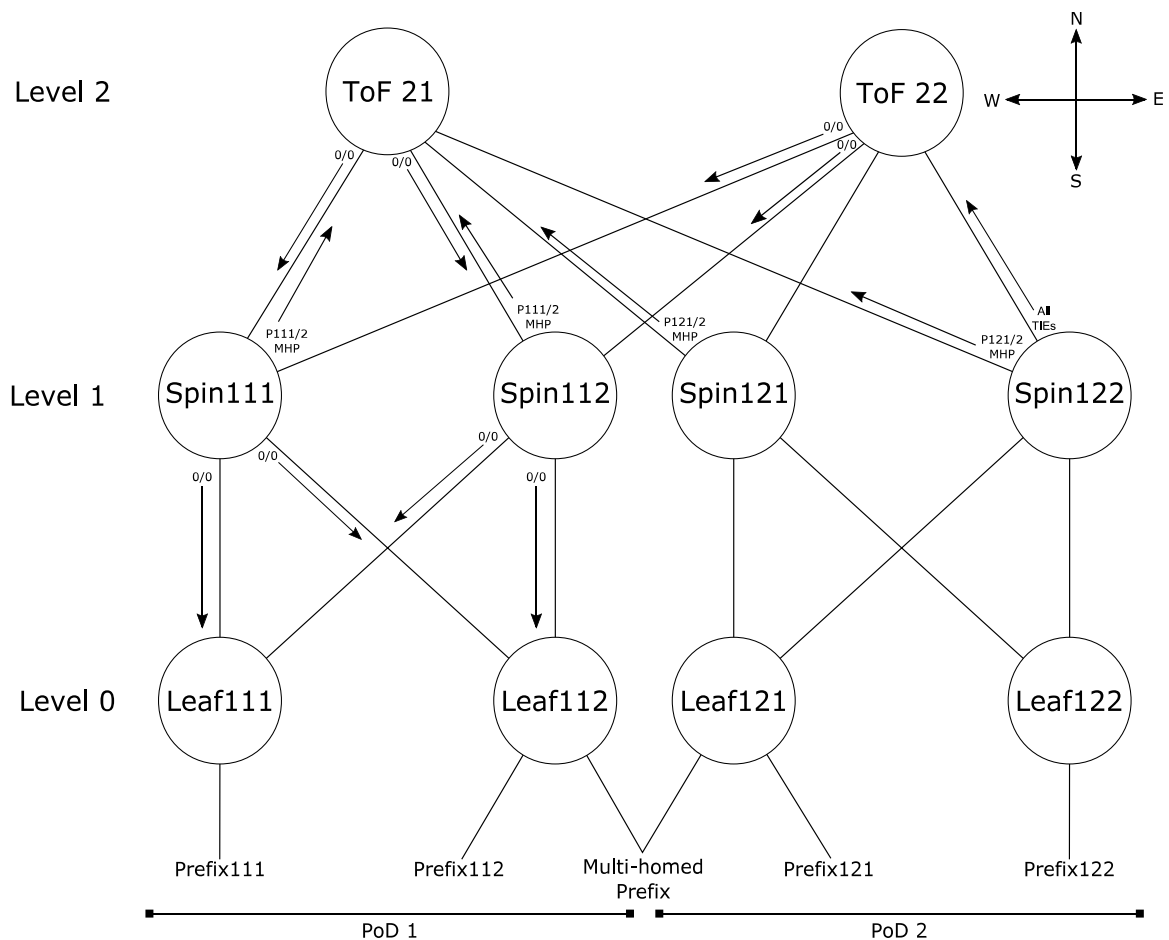 N
Level 2
ToF 21
ToF 22
W
E
0/0
0/0
0/0
0/0
S
P111/2
MHP
P111/2
MHP
P121/2
MHP
P121/2
MHP
All
TIEs
Level 1
Spin111
Spin112
Spin121
Spin122
0/0
0/0
0/0
0/0
Level 0
Leaf111
Leaf112
Leaf121
Leaf122
Prefix111
Prefix112
Multi-homed
Prefix
Prefix121
Prefix122
PoD 1
PoD 2